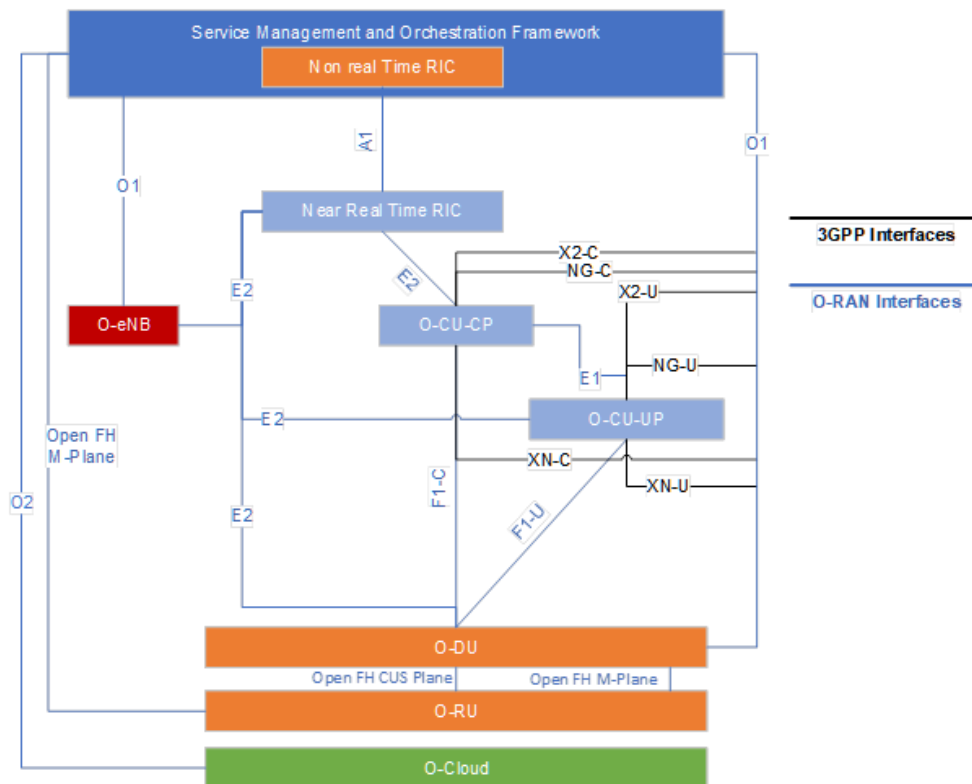 Service Management and Orchestration Framework
Non real Time RIC
A1
O1
O1
Near Real Time RIC
3GPP Interfaces
X2-C
NG-C
E2
E2
X2-U
O-RAN Interfaces
O-eNB
O-CU-CP
NG-U
E1
E2
O-CU-UP
Open FH
M-Plane
XN-C
F1-C
XN-U
O2
E2
F1-U
O-DU
Open FH CUS Plane
Open FH M-Plane
O-RU
O-Cloud